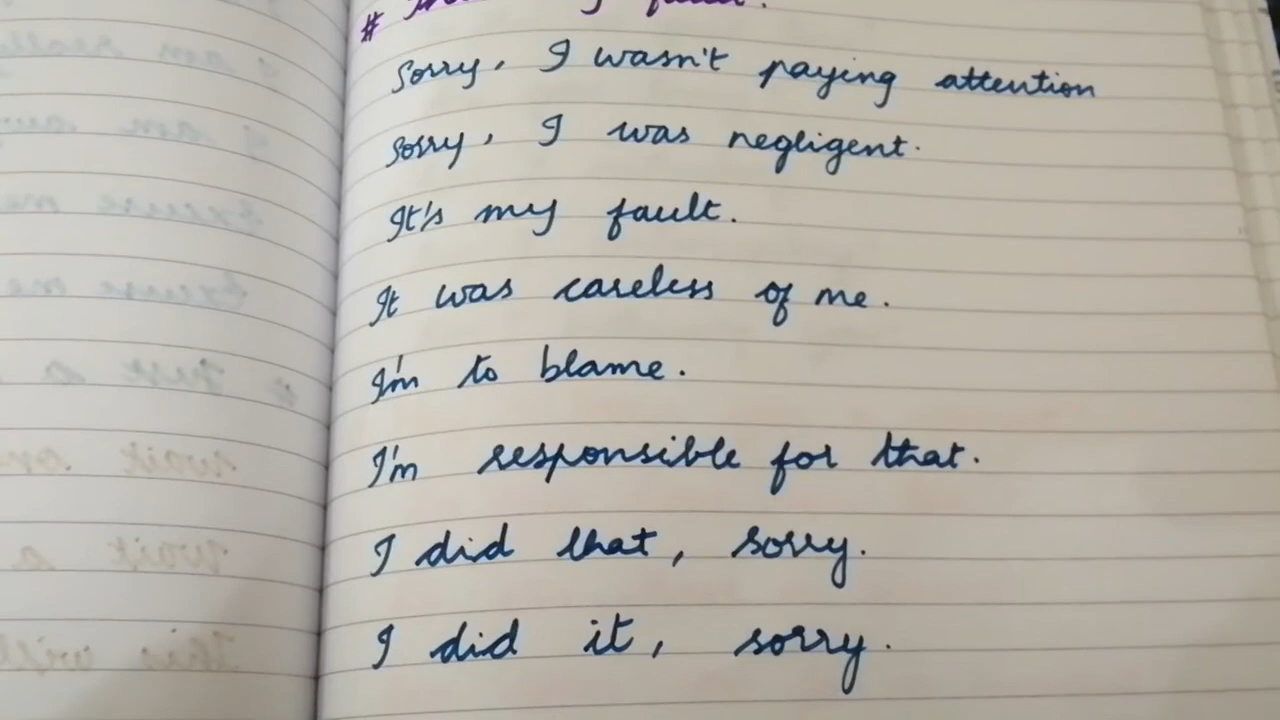 # fault.
Sorry, I wasn't paying attention
Sorry, I was negligent.
It's my fault.
It was careless of me.
I'm to blame.
I'm responsible for that.
I did that, sorry.
I did it, sorry.